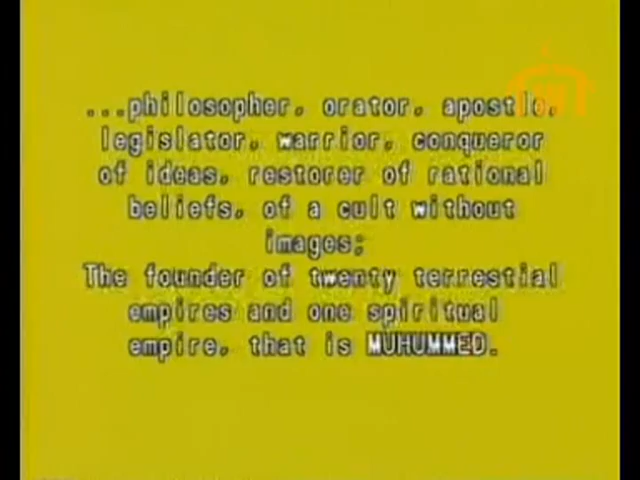 ...philosopher, orator, apostle,
legislator, warrior, conqueror
of ideas, restorer of rational
beliefs, of a cult without
images;
The founder of twenty terrestial
empires and one spiritual
empire, that is MUHUMMED.